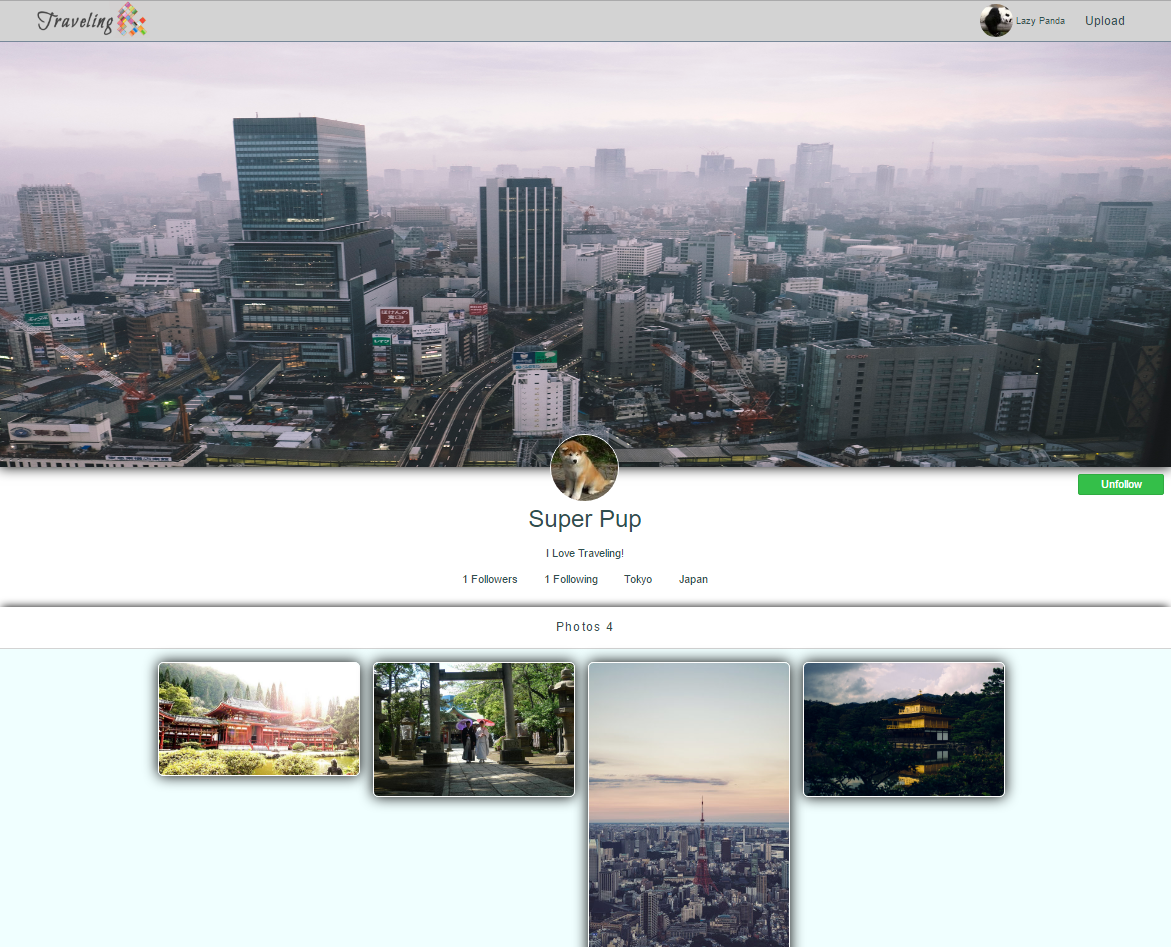 Traveling
Lazy Panda
Upload
Unfollow
Super Pup
I Love Traveling!
1 Followers 1 Following Tokyo Japan
Photos 4